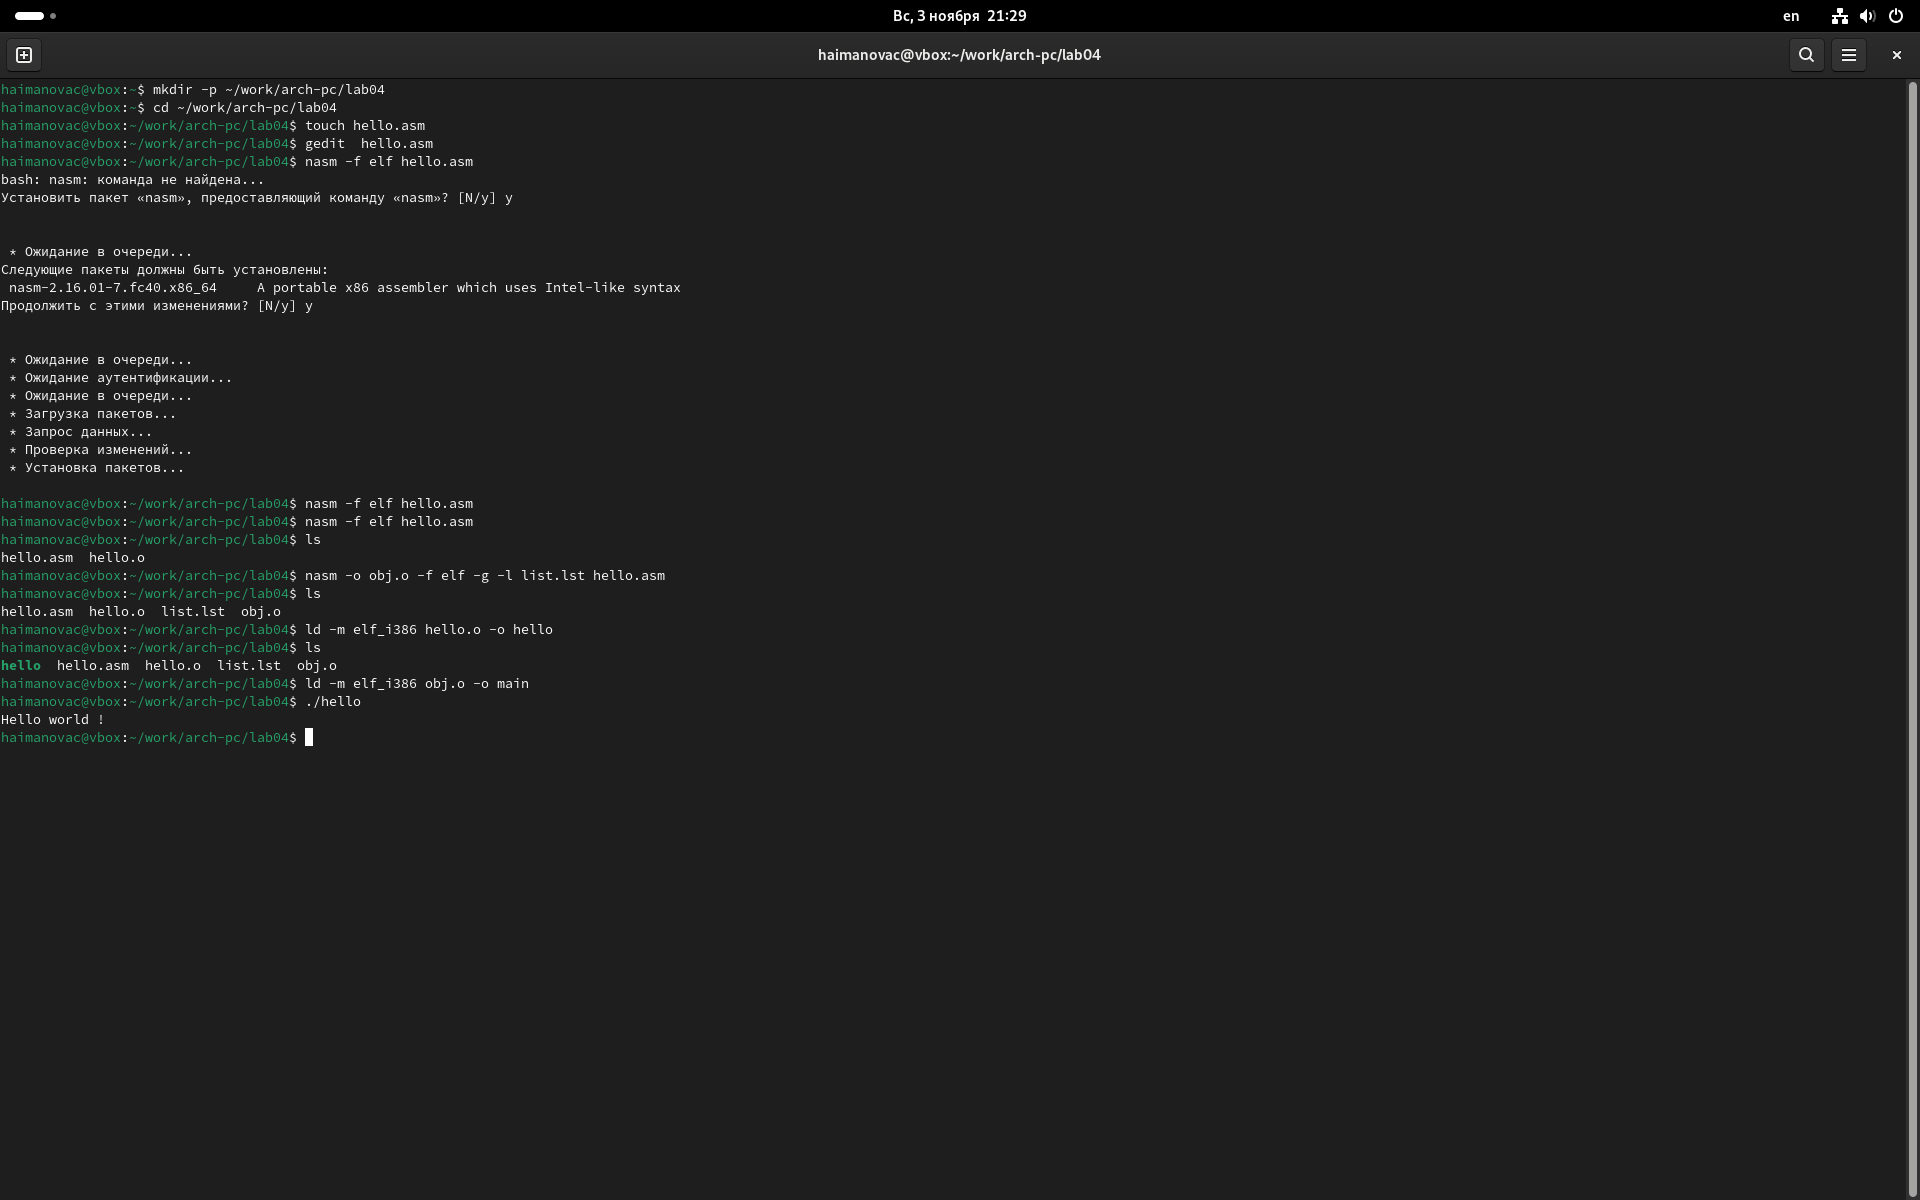 Вс, 3 ноября 21:29
en
haimanovac@vbox:~/work/arch-pc/lab04
haimanovac@vbox:~$ mkdir -p ~/work/arch-pc/lab04
haimanovac@vbox:~$ cd ~/work/arch-pc/lab04
haimanovac@vbox:~/work/arch-pc/lab04$ touch hello.asm
haimanovac@vbox:~/work/arch-pc/lab04$ gedit  hello.asm
haimanovac@vbox:~/work/arch-pc/lab04$ nasm -f elf hello.asm
bash: nasm: команда не найдена...
Установить пакет «nasm», предоставляющий команду «nasm»? [N/y] y
* Ожидание в очереди...
Следующие пакеты должны быть установлены:
nasm-2.16.01-7.fc40.x86_64     A portable x86 assembler which uses Intel-like syntax
Продолжить с этими изменениями? [N/y] y
* Ожидание в очереди...
* Ожидание аутентификации...
* Ожидание в очереди...
* Загрузка пакетов...
* Запрос данных...
* Проверка изменений...
* Установка пакетов...
haimanovac@vbox:~/work/arch-pc/lab04$ nasm -f elf hello.asm
haimanovac@vbox:~/work/arch-pc/lab04$ nasm -f elf hello.asm
haimanovac@vbox:~/work/arch-pc/lab04$ ls
hello.asm  hello.o
haimanovac@vbox:~/work/arch-pc/lab04$ nasm -o obj.o -f elf -g -l list.lst hello.asm
haimanovac@vbox:~/work/arch-pc/lab04$ ls
hello.asm  hello.o  list.lst  obj.o
haimanovac@vbox:~/work/arch-pc/lab04$ ld -m elf_i386 hello.o -o hello
haimanovac@vbox:~/work/arch-pc/lab04$ ls
hello  hello.asm  hello.o  list.lst  obj.o
haimanovac@vbox:~/work/arch-pc/lab04$ ld -m elf_i386 obj.o -o main
haimanovac@vbox:~/work/arch-pc/lab04$ ./hello
Hello world !
haimanovac@vbox:~/work/arch-pc/lab04$